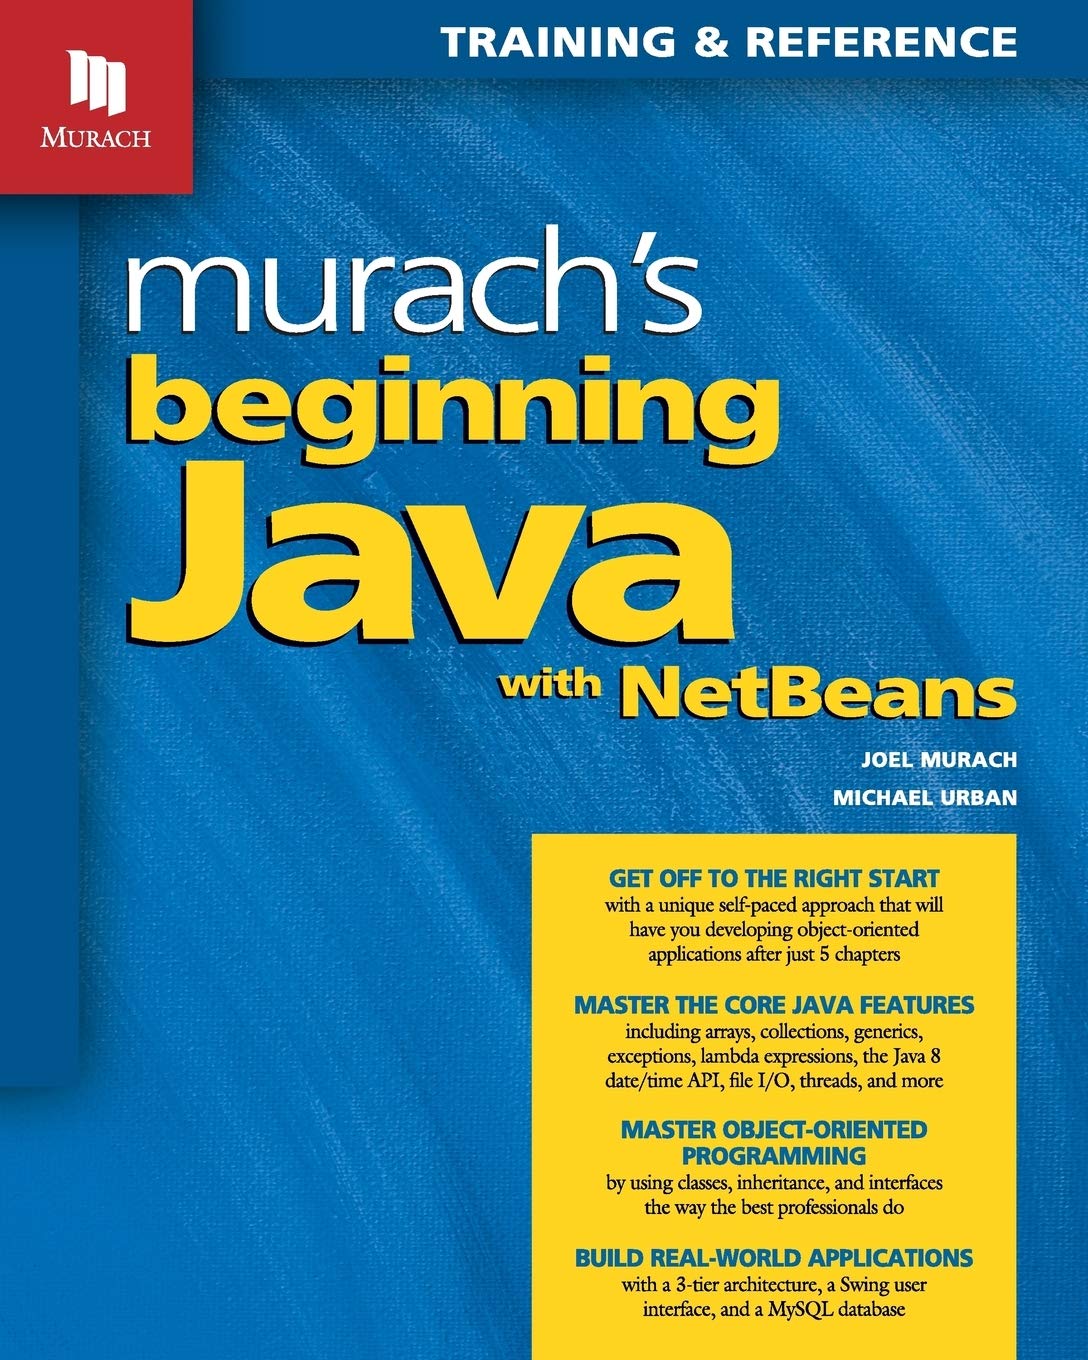 TRAINING & REFERENCE
MURACH
murach's
beginning
Java
with NetBeans
JOEL MURACH
MICHAEL URBAN
GET OFF TO THE RIGHT START
with a unique self-paced approach that will
have you developing object-oriented
applications after just 5 chapters
MASTER THE CORE JAVA FEATURES
including arrays, collections, generics,
exceptions, lambda expressions, the Java 8
date/time API, file I/O, threads, and more
MASTER OBJECT-ORIENTED
PROGRAMMING
by using classes, inheritance, and interfaces
the way the best professionals do
BUILD REAL-WORLD APPLICATIONS
with a 3-tier architecture, a Swing user
interface, and a MySQL database